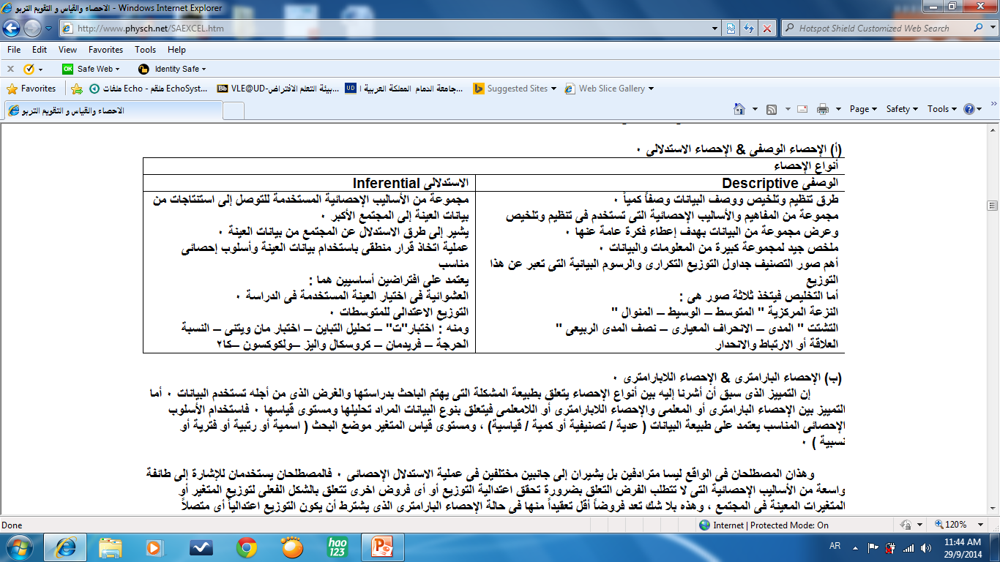 الاحصاء والقياس و التقويم التربو - Windows Internet Explorer
http://www.physch.net/SAEXCEL.htm
Hotspot Shield Customized Web Search
File Edit View Favorites Tools Help
x Safe Web Identity Safe
Favorites ملفات Echo - ملقم EchoSyst... VLE@UD-بيئة التعلم الافتراض... جامعة الدمام المملكة العربية ا... Suggested Sites Web Slice Gallery
الاحصاء والقياس و التقويم التربو
Page Safety Tools
(أ) الإحصاء الوصفى & الإحصاء الاستدلالى ٠
أنواع الإحصاء
الوصفى Descriptive
طرق تنظيم وتلخيص ووصف البيانات وصفاً كمياً ٠
مجموعة من المفاهيم والأساليب الإحصائية التى تستخدم فى تنظيم وتلخيص
وعرض مجموعة من البيانات بهدف إعطاء فكرة عامة عنها ٠
ملخص جيد لمجموعة كبيرة من المعلومات والبيانات ٠
أهم صور التصنيف جداول التوزيع التكرارى والرسوم البيانية التى تعبر عن هذا
التوزيع
أما التخليص فيتخذ ثلاثة صور هى :
النزعة المركزية " المتوسط – الوسيط – المنوال "
التشتت " المدى – الانحراف المعيارى – نصف المدى الربيعى "
العلاقة أو الارتباط والانحدار
الاستدلالى Inferential
مجموعة من الأساليب الإحصائية المستخدمة للتوصل إلى استنتاجات من
بيانات العينة إلى المجتمع الأكبر ٠
يشير إلى طرق الاستدلال عن المجتمع من بيانات العينة ٠
عملية اتخاذ قرار منطقى باستخدام بيانات العينة وأسلوب إحصائى
مناسب
يعتمد على افتراضين أساسيين هما :
العشوائية فى اختيار العينة المستخدمة فى الدراسة ٠
التوزيع الاعتدالى للمتوسطات ٠
ومنه : اختبار"ت" – تحليل التباين – اختبار مان ويتنى – النسبة
الحرجة – فريدمان – كروسكال واليز –ولكوكسون –كا٢
(ب) الإحصاء البارامترى & الإحصاء اللابارامترى ٠
إن التمييز الذى سبق أن أشرنا إليه بين أنواع الإحصاء يتعلق بطبيعة المشكلة التى يهتم الباحث بدراستها والغرض الذى من أجله تستخدم البيانات ٠ أما
التمييز بين الإحصاء البارامترى أو المعلمى والإحصاء اللابارامترى أو اللامعلمى فيتعلق بنوع البيانات المراد تحليلها ومستوى قياسها ٠ فاستخدام الأسلوب
الإحصائى المناسب يعتمد على طبيعة البيانات ( عدية / تصنيفية أو كمية / قياسية) ، ومستوى قياس المتغير موضع البحث ( اسمية أو رتبية أو فترية أو
نسبية ) ٠
وهذان المصطلحان فى الواقع ليسا مترادفين بل يشيران إلى جانبين مختلفين فى عملية الاستدلال الإحصائى ٠ فالمصطلحان يستخدمان للإشارة إلى طائفة
واسعة من الأساليب الإحصائية التى لا تتطلب الفرض التعلق بضرورة تحقق اعتدالية التوزيع أو أى فروض اخرى تتعلق بالشكل الفعلى لتوزيع المتغير أو
المتغيرات المعينة فى المجتمع ، وهذه بلا شك تعد فروضاً أقل تعقيداً منها فى حالة الإحصاء البارامترى الذى يشترط أن يكون التوزيع اعتدالياً أى متصلاً
Done Internet | Protected Mode: On 120%
hao123 AR 11:44 AM
29/9/2014